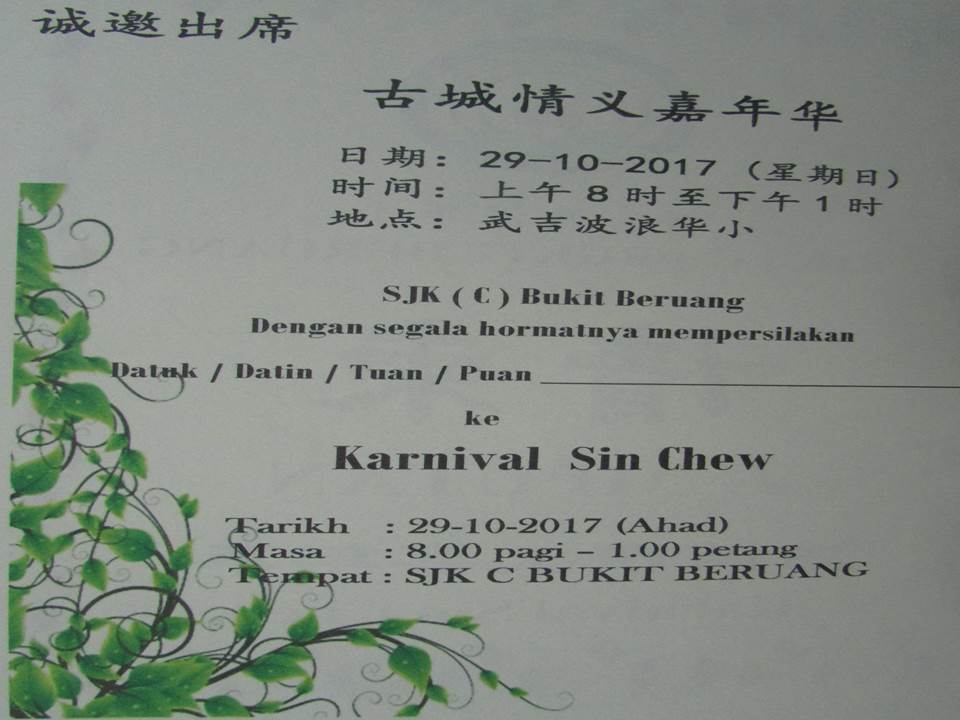 诚邀出席
古城情义嘉年华
日期： 29-10-2017 （星期日）
时间： 上午 8 时至下午 1 时
地点： 武吉波浪华小
SJK ( C ) Bukit Beruang
Dengan segala hormatnya mempersilakan
Datuk / Datin / Tuan / Puan
ke
Karnival Sin Chew
Tarikh : 29-10-2017 (Ahad)
Masa : 8.00 pagi – 1.00 petang
Tempat : SJK C BUKIT BERUANG